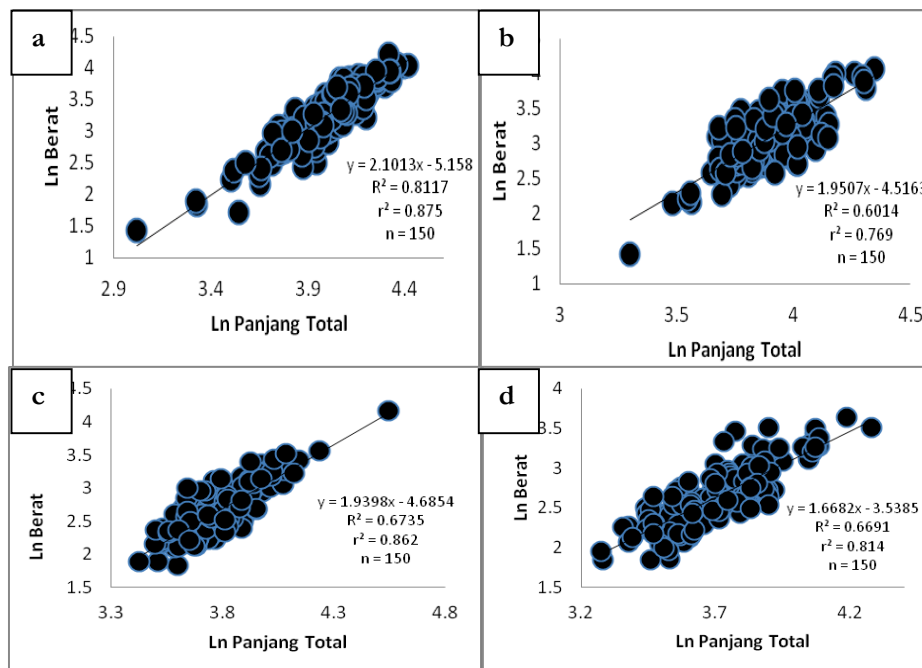 a
4.5
4
3.5
3
2.5
2
1.5
1
Ln Berat
y = 2.1013x - 5.158
R² = 0.8117
r² = 0.875
n = 150
2.9 3.4 3.9 4.4
Ln Panjang Total
b
4
3.5
3
2.5
2
1.5
1
Ln Berat
y = 1.9507x - 4.5163
R² = 0.6014
r² = 0.769
n = 150
3 3.5 4 4.5
Ln Panjang Total
c
4.5
4
3.5
3
2.5
2
1.5
Ln Berat
y = 1.9398x - 4.6854
R² = 0.6735
r² = 0.862
n = 150
3.3 3.8 4.3 4.8
Ln Panjang Total
d
4
3.5
3
2.5
2
1.5
Ln Berat
y = 1.6682x - 3.5385
R² = 0.6691
r² = 0.814
n = 150
3.2 3.7 4.2
Ln Panjang Total